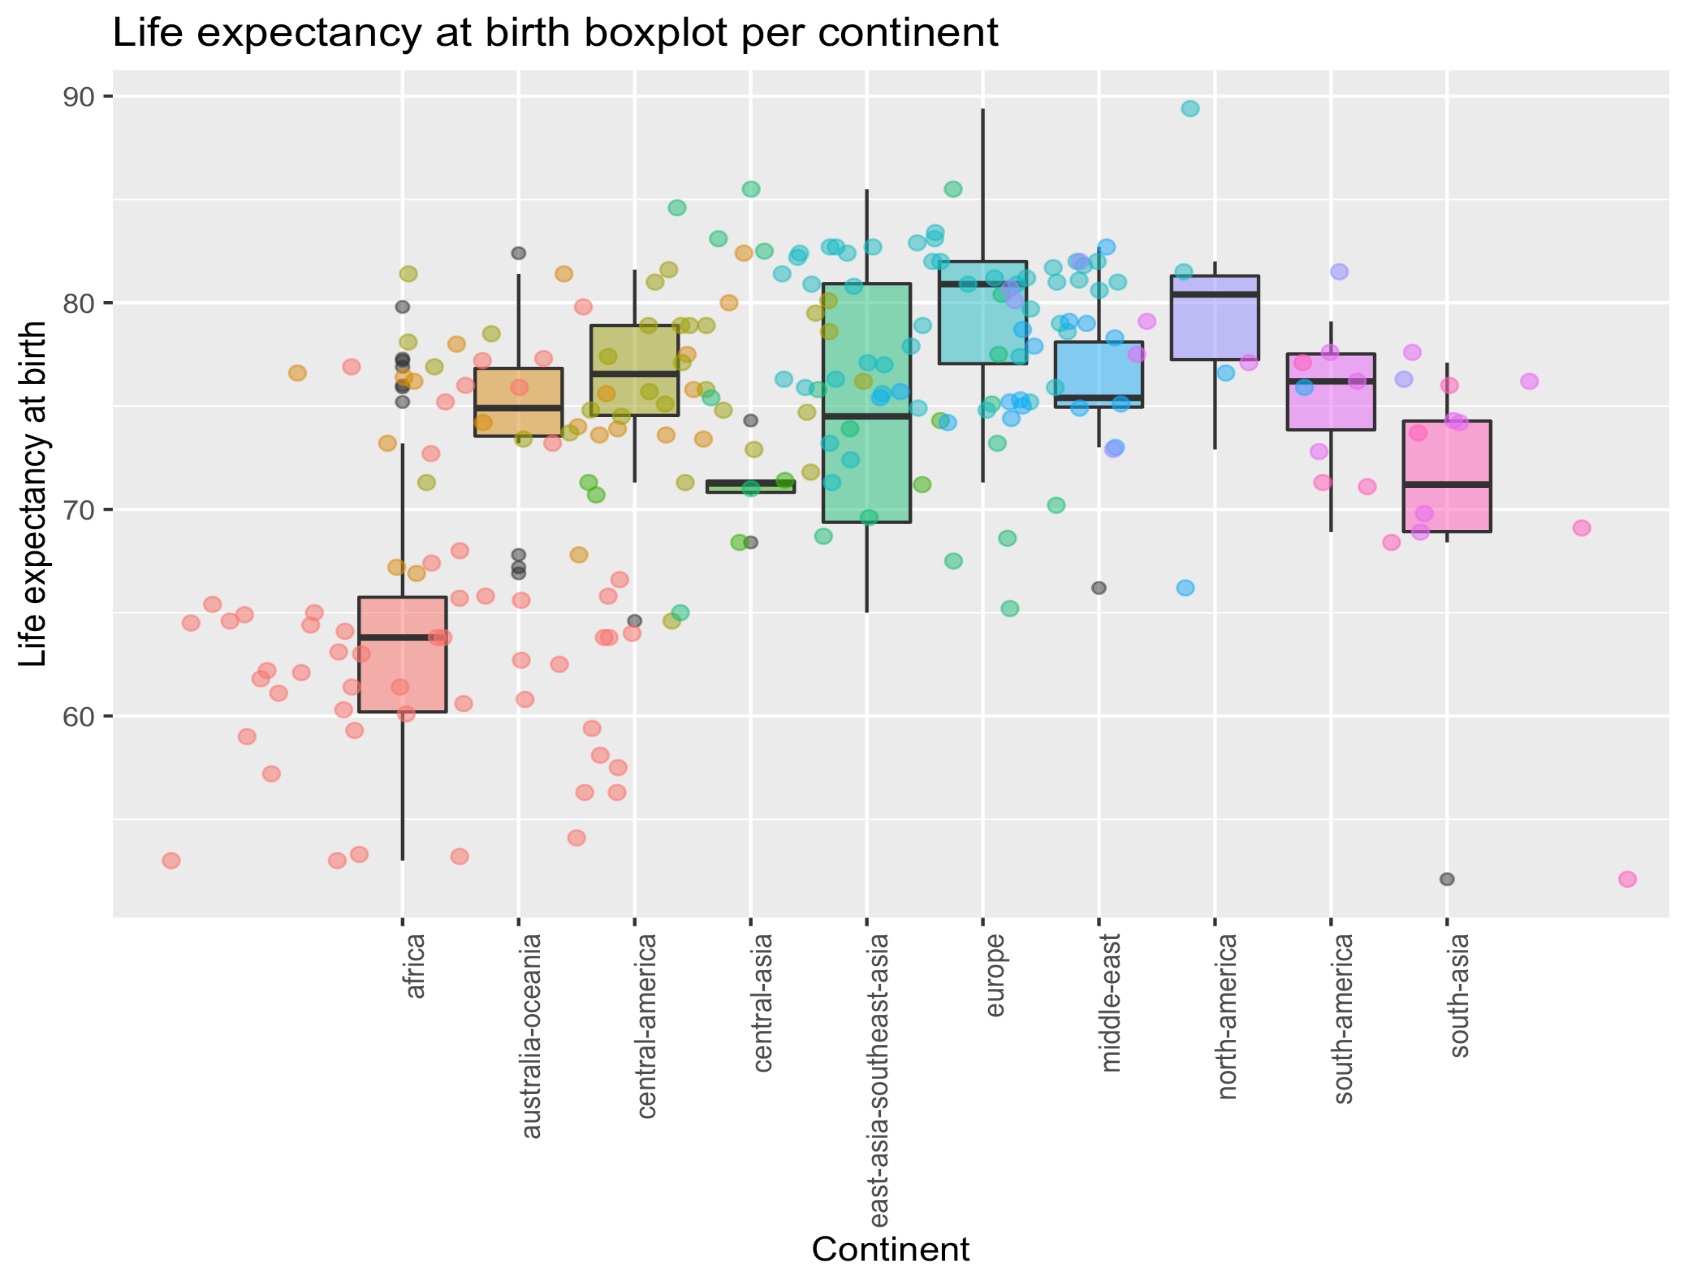 Life expectancy at birth boxplot per continent
Life expectancy at birth
90
80
70
60
africa
australia-oceania
central-america
central-asia
east-asia-southeast-asia
europe
middle-east
north-america
south-america
south-asia
Continent